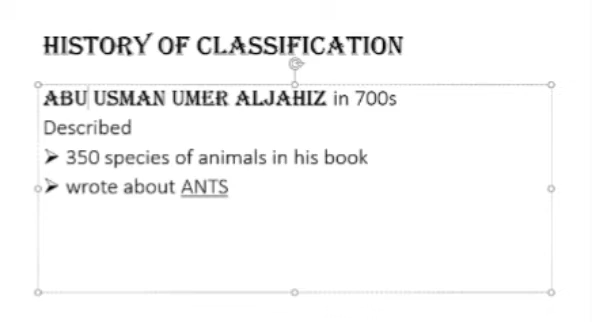 HISTORY OF CLASSIFICATION
ABU USMAN UMER ALJAHIZ in 700s
Described
➢ 350 species of animals in his book
➢ wrote about ANTS